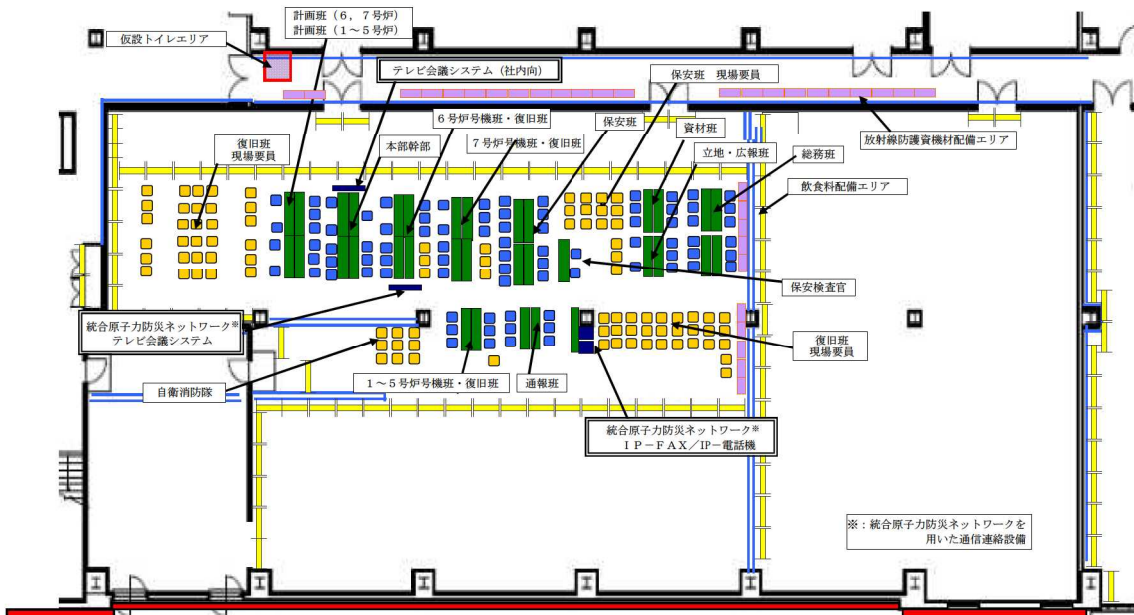 計画班(6,7号炉)
計画班(1~5号炉)
仮設トイレエリア
テレビ会議システム(社内向)
保安班 現場要員
6号炉号機班・復旧班
保安班
資材班
放射線防護資機材配備エリア
復旧班
現場要員
本部幹部
7号炉号機班・復旧班
立地・広報班
総務班
飲食料配備エリア
保安検査官
統合原子力防災ネットワーク※
テレビ会議システム
復旧班
現場要員
自衛消防隊
1~5号炉号機班・復旧班
通報班
統合原子力防災ネットワーク※
IP-FAX/IP-電話機
※:統合原子力防災ネットワークを
用いた通信連絡設備